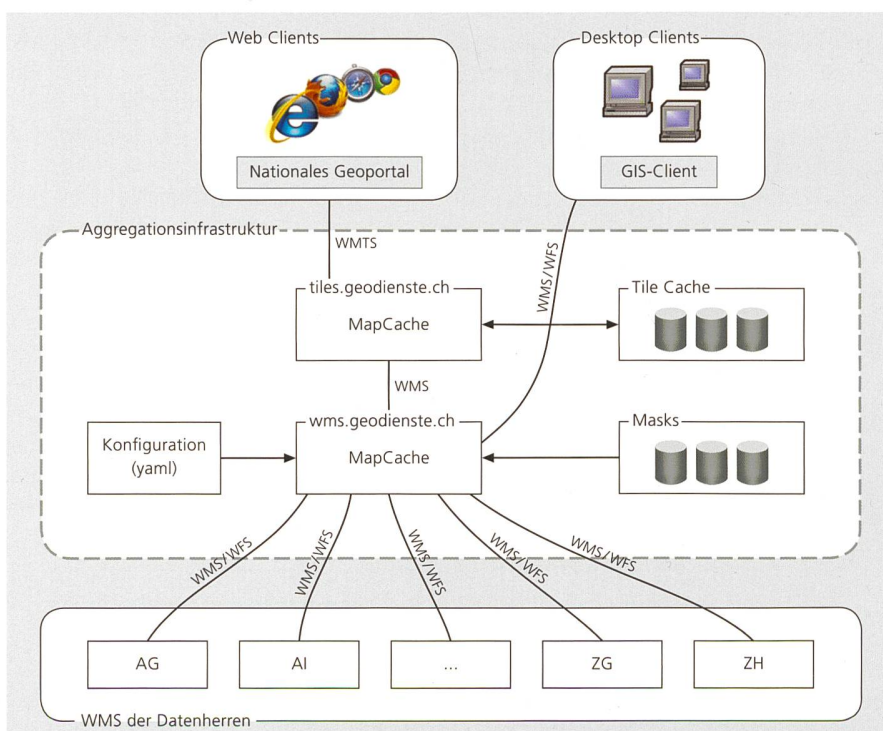 Web Clients
Desktop Clients
Nationales Geoportal
GIS-Client
Aggregationsinfrastruktur
WMTS
WMS/WFS
tiles.geodienste.ch
MapCache
Tile Cache
WMS
wms.geodienste.ch
MapCache
Masks
Konfiguration
(yaml)
WMS/WFS
WMS/WFS
WMS/WFS
WMS/WFS
WMS/WFS
AG
AI
...
ZG
ZH
WMS der Datenherren